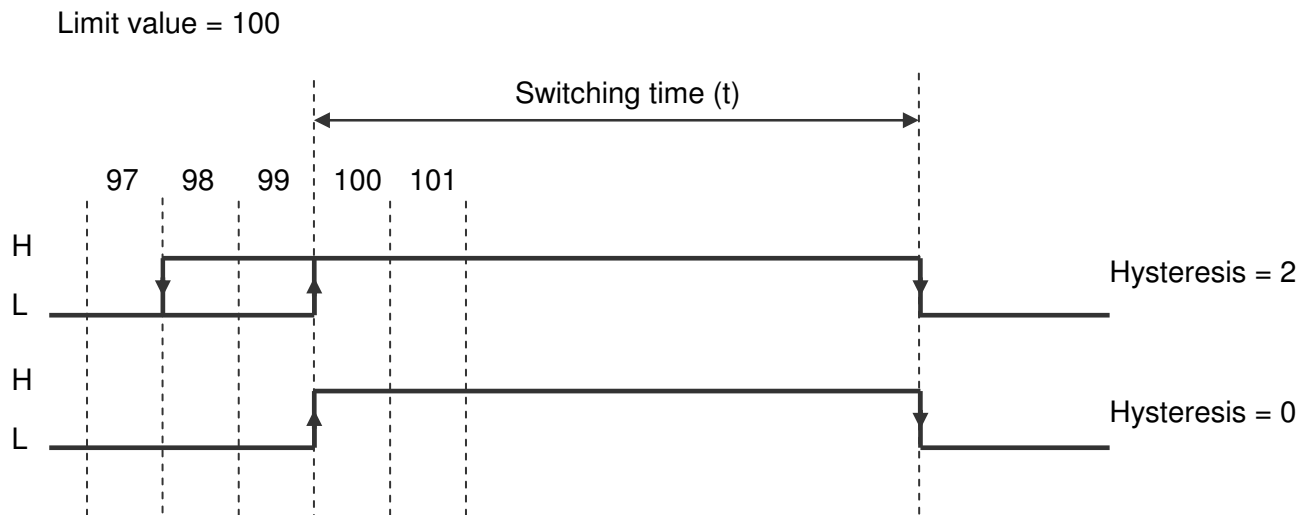 Limit value = 100
Switching time (t)
97 98 99 100 101
H
Hysteresis = 2
L
H
Hysteresis = 0
L